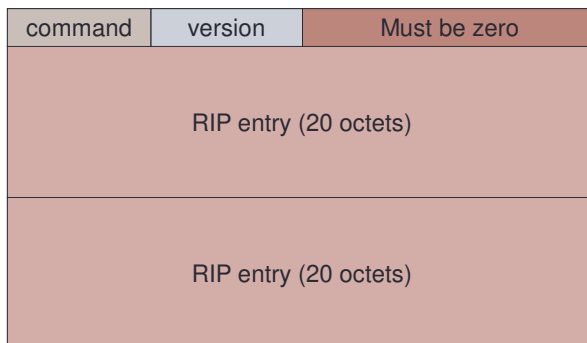 command version Must be zero
RIP entry (20 octets)
RIP entry (20 octets)